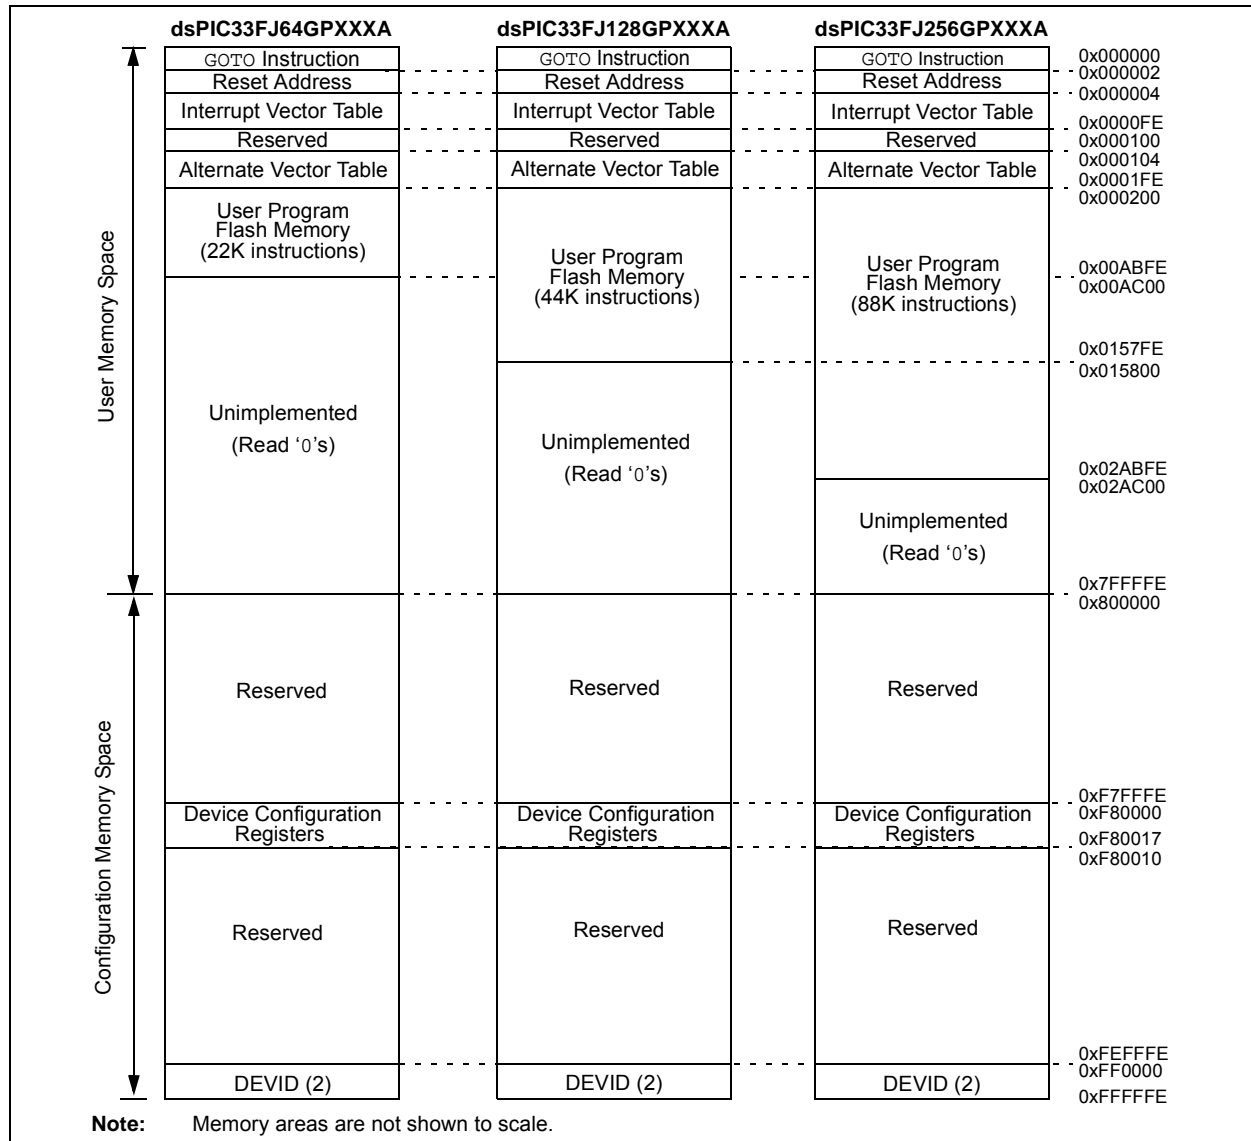 dsPIC33FJ64GPXXXA
dsPIC33FJ128GPXXXA
dsPIC33FJ256GPXXXA
User Memory Space
Configuration Memory Space
GOTO Instruction
Reset Address
Interrupt Vector Table
Reserved
Alternate Vector Table
User Program
Flash Memory
(22K instructions)
Unimplemented
(Read ‘0’s)
Reserved
Device Configuration
Registers
Reserved
DEVID (2)
GOTO Instruction
Reset Address
Interrupt Vector Table
Reserved
Alternate Vector Table
User Program
Flash Memory
(44K instructions)
Unimplemented
(Read ‘0’s)
Reserved
Device Configuration
Registers
Reserved
DEVID (2)
GOTO Instruction
Reset Address
Interrupt Vector Table
Reserved
Alternate Vector Table
User Program
Flash Memory
(88K instructions)
Unimplemented
(Read ‘0’s)
Reserved
Device Configuration
Registers
Reserved
DEVID (2)
0x000000
0x000002
0x000004
0x0000FE
0x000100
0x000104
0x0001FE
0x000200
0x00ABFE
0x00AC00
0x0157FE
0x015800
0x02ABFE
0x02AC00
0x7FFFFE
0x800000
0xF7FFFE
0xF80000
0xF80017
0xF80010
0xFEFFFE
0xFF0000
0xFFFFFE
Note: Memory areas are not shown to scale.